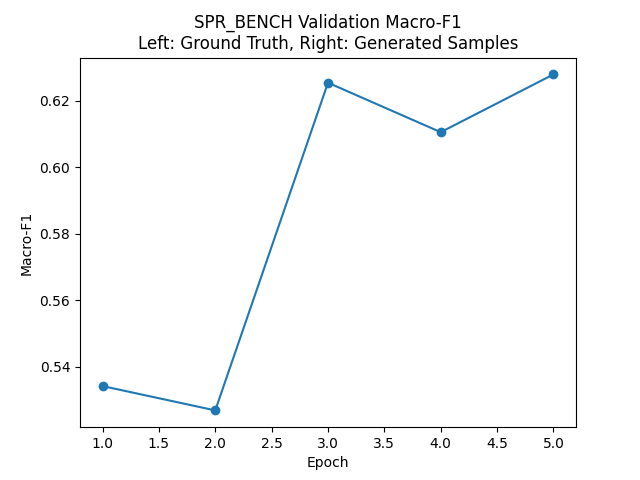 SPR_BENCH Validation Macro-F1
Left: Ground Truth, Right: Generated Samples
Macro-F1
0.62
0.60
0.58
0.56
0.54
1.0 1.5 2.0 2.5 3.0 3.5 4.0 4.5 5.0
Epoch